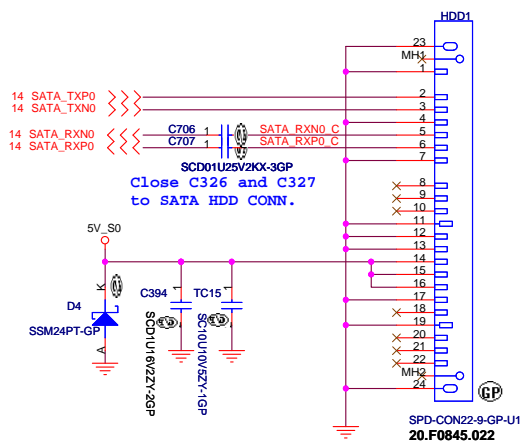 HDD1
23
MH1
1
14 SATA_TXP0
2
14 SATA_TXN0
3
4
14 SATA_RXN0
C706 1
SATA_RXN0_C
5
14 SATA_RXP0
C707 1
SATA_RXP0_C
6
7
SCD01U25V2KX-3GP
Close C326 and C327
to SATA HDD CONN.
8
9
10
11
5V_S0
12
13
14
15
16
K
C394
1
TC15
1
17
D4
18
SSM24PT-GP
SCD1U16V2ZY-2GP
SC10U10V5ZY-1GP
19
20
A
21
22
MH2
24
GP
SPD-CON22-9-GP-U1
20.F0845.022